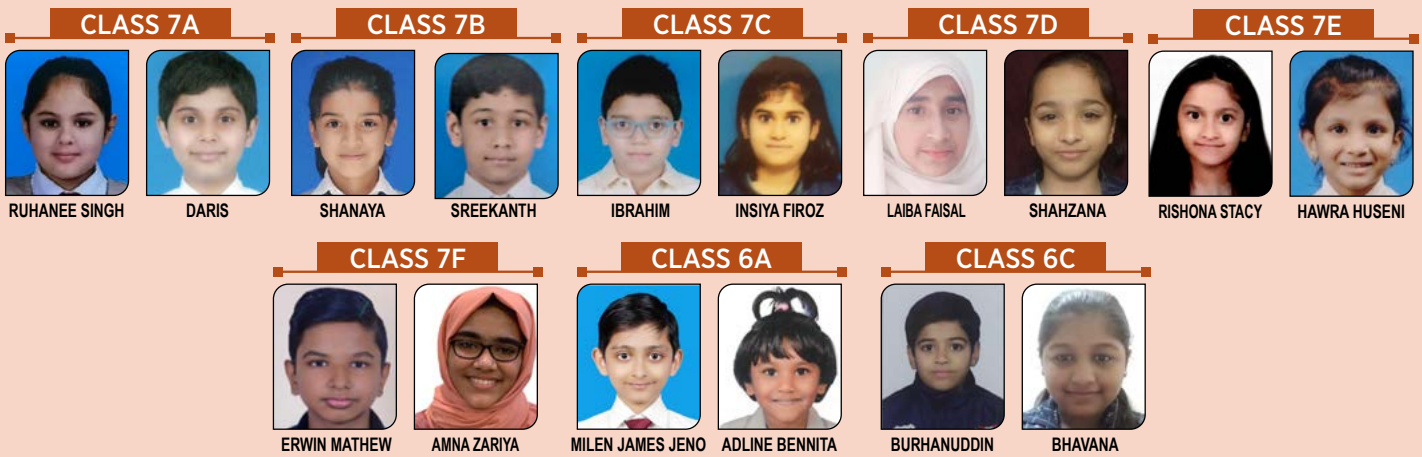 CLASS 7A
CLASS 7B
CLASS 7C
CLASS 7D
CLASS 7E
RUHANEE SINGH
DARIS
SHANAYA
SREEKANTH
IBRAHIM
INSIYA FIROZ
LAIBA FAISAL
SHAHZANA
RISHONA STACY
HAWRA HUSENI
CLASS 7F
CLASS 6A
CLASS 6C
ERWIN MATHEW
AMNA ZARIYA
MILEN JAMES JENO
ADLINE BENNITA
BURHANUDDIN
BHAVANA